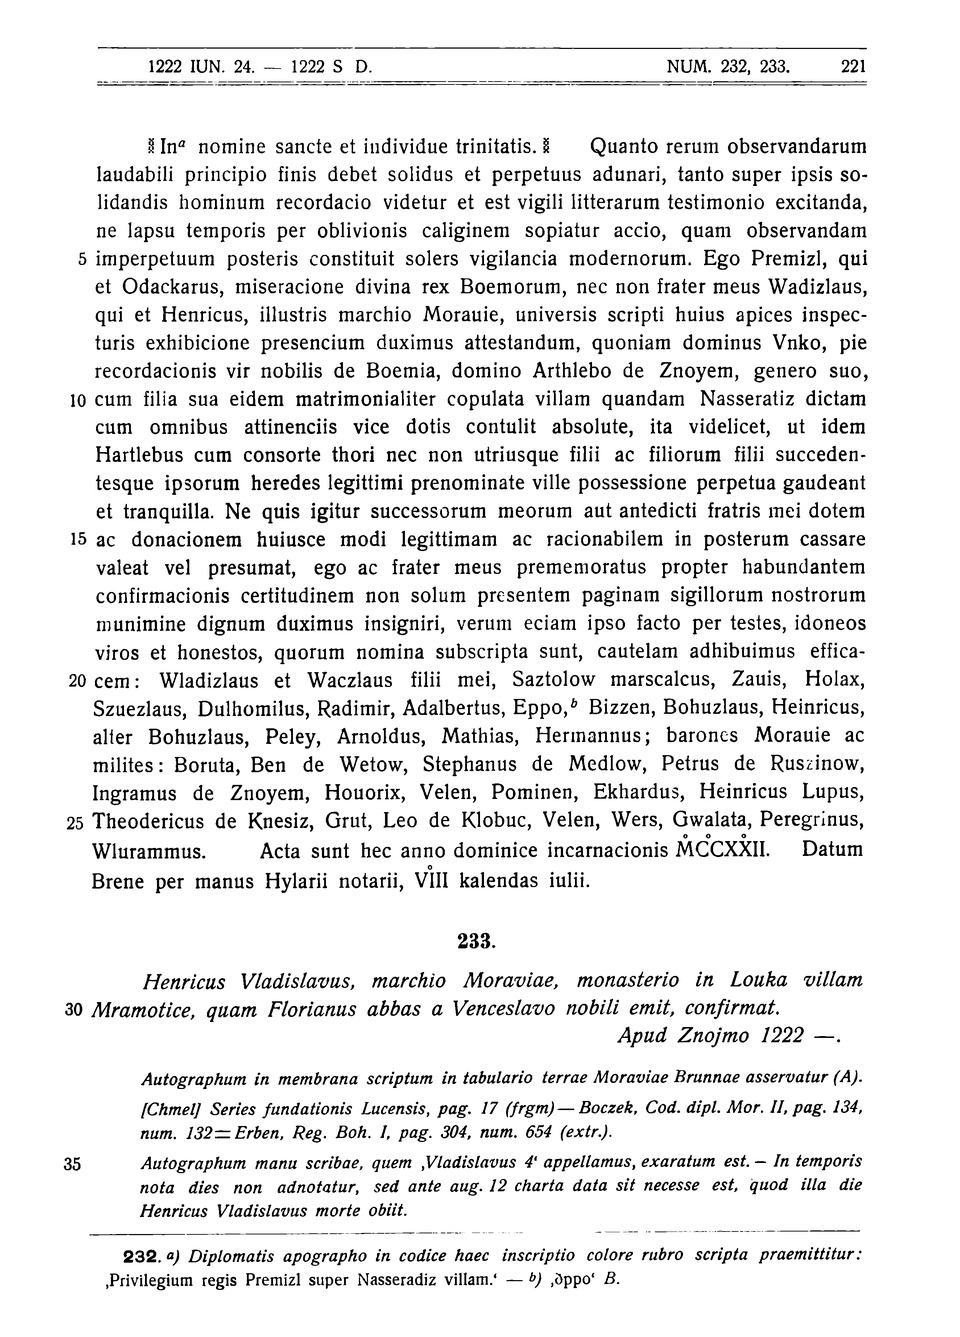 1222 IUN. 24. — 1222 S D. NUM. 232, 233. 221
Inᵃ nomine sancte et individue trinitatis. Quanto rerum observandarum
laudabili principio finis debet solidus et perpetuus adunari, tanto super ipsis so-
lidandis hominum recordacio videtur et est vigili litterarum testimonio excitanda,
ne lapsu temporis per oblivionis caliginem sopiatur accio, quam observandam
5 imperpetuum posteris constituit solers vigilancia modernorum. Ego Premizl, qui
et Odackarus, miseracione divina rex Boemorum, nec non frater meus Wadizlaus,
qui et Henricus, illustris marchio Morauie, universis scripti huius apices inspec-
turis exhibicione presencium duximus attestandum, quoniam dominus Vnko, pie
recordacionis vir nobilis de Boemia, domino Arthlebo de Znoyem, genero suo,
10 cum filia sua eidem matrimonialiter copulata villam quandam Nasseratiz dictam
cum omnibus attinenciis vice dotis contulit absolute, ita videlicet, ut idem
Hartlebus cum consorte thori nec non utriusque filii ac filiorum filii succeden-
tesque ipsorum heredes legittimi prenominate ville possessione perpetua gaudeant
et tranquilla. Ne quis igitur successorum meorum aut antedicti fratris mei dotem
15 ac donacionem huiusce modi legittimam ac racionabilem in posterum cassare
valeat vel presumat, ego ac frater meus prememoratus propter habundantem
confirmacionis certitudinem non solum presentem paginam sigillorum nostrorum
munimine dignum duximus insigniri, verum eciam ipso facto per testes, idoneos
viros et honestos, quorum nomina subscripta sunt, cautelam adhibuimus effica-
20 cem: Wladizlaus et Waczlaus filii mei, Saztolow marscalcus, Zauis, Holax,
Szuezlaus, Dulhomilus, Radimir, Adalbertus, Eppo,ᵇ Bizzen, Bohuzlaus, Heinricus,
alter Bohuzlaus, Peley, Arnoldus, Mathias, Hermannus; barones Morauie ac
milites: Boruta, Ben de Wetow, Stephanus de Medlow, Petrus de Ruszinow,
Ingramus de Znoyem, Houorix, Velen, Pominen, Ekhardus, Heinricus Lupus,
25 Theodericus de Knesiz, Grut, Leo de Klobuc, Velen, Wers, Gwalata, Peregrinus,
Wlurammus. Acta sunt hec anno dominice incarnacionis M̊CC̊XX̊II. Datum
Brene per manus Hylarii notarii, V̊III kalendas iulii.
233.
Henricus Vladislavus, marchio Moraviae, monasterio in Louka villam
30 Mramotice, quam Florianus abbas a Venceslavo nobili emit, confirmat.
Apud Znojmo 1222 —.
Autographum in membrana scriptum in tabulario terrae Moraviae Brunnae asservatur (A).
[Chmel] Series fundationis Lucensis, pag. 17 (frgm) — Boczek, Cod. dipl. Mor. II, pag. 134,
num. 132 = Erben, Reg. Boh. I, pag. 304, num. 654 (extr.).
35 Autographum manu scribae, quem ‚Vladislavus 4‘ appellamus, exaratum est. — In temporis
nota dies non adnotatur, sed ante aug. 12 charta data sit necesse est, quod illa die
Henricus Vladislavus morte obiit.
232. a) Diplomatis apographo in codice haec inscriptio colore rubro scripta praemittitur:
‚Privilegium regis Premizl super Nasseradiz villam.‘ — b) ‚ðppo‘ B.